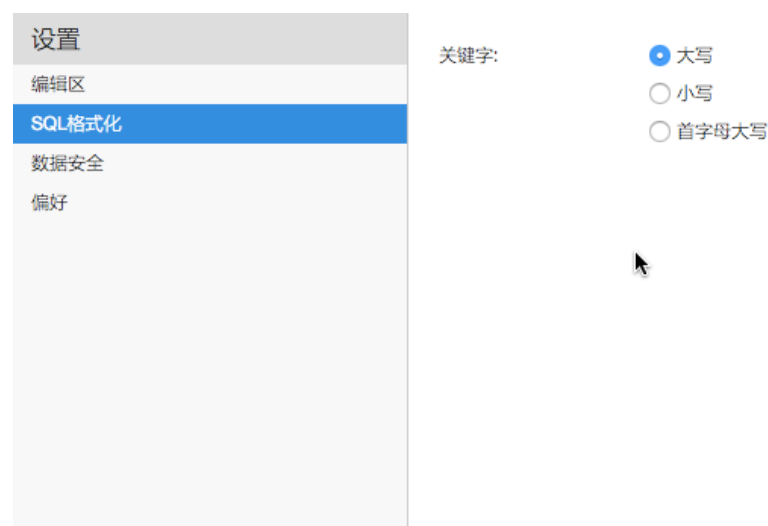 设置
编辑区
SQL格式化
数据安全
偏好
关键字:
大写
小写
首字母大写